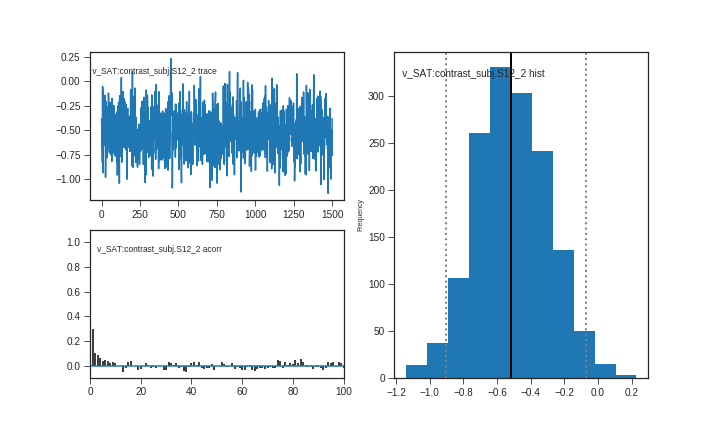 v_SAT:contrast_subj.S12_2 trace
0.25
0.00
−0.25
−0.50
−0.75
−1.00
0 250 500 750 1000 1250 1500
v_SAT:contrast_subj.S12_2 acorr
1.0
0.8
0.6
0.4
0.2
0.0
0 20 40 60 80 100
v_SAT:contrast_subj.S12_2 hist
Frequency
300
250
200
150
100
50
0
−1.2 −1.0 −0.8 −0.6 −0.4 −0.2 0.0 0.2